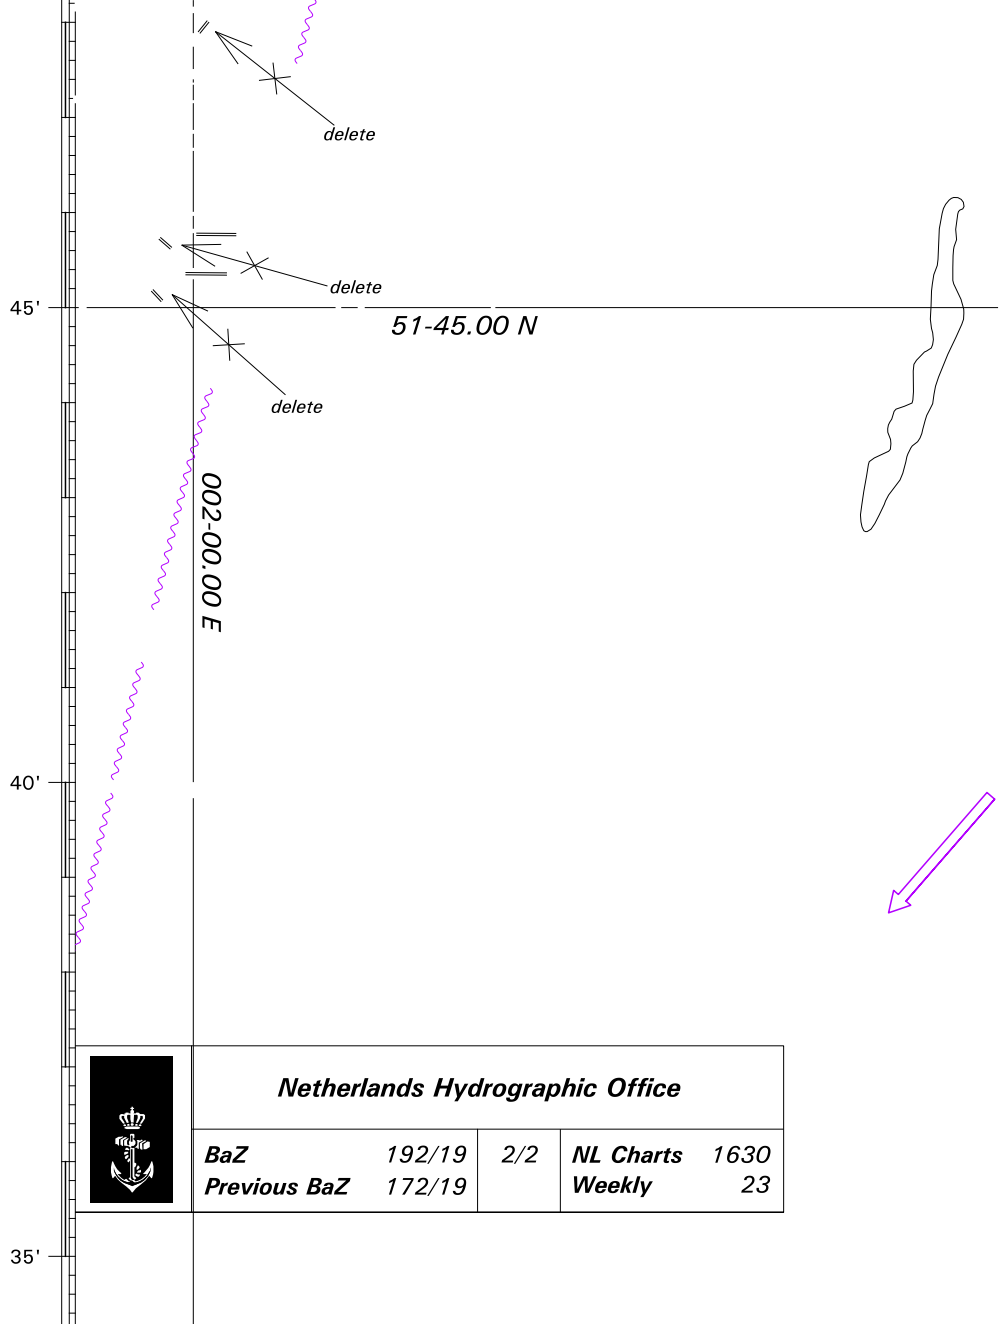 delete
delete
45'
51-45.00 N
delete
002-00.00 E
40'
Netherlands Hydrographic Office
BaZ 192/19 2/2 NL Charts 1630
Previous BaZ 172/19 Weekly 23
35'